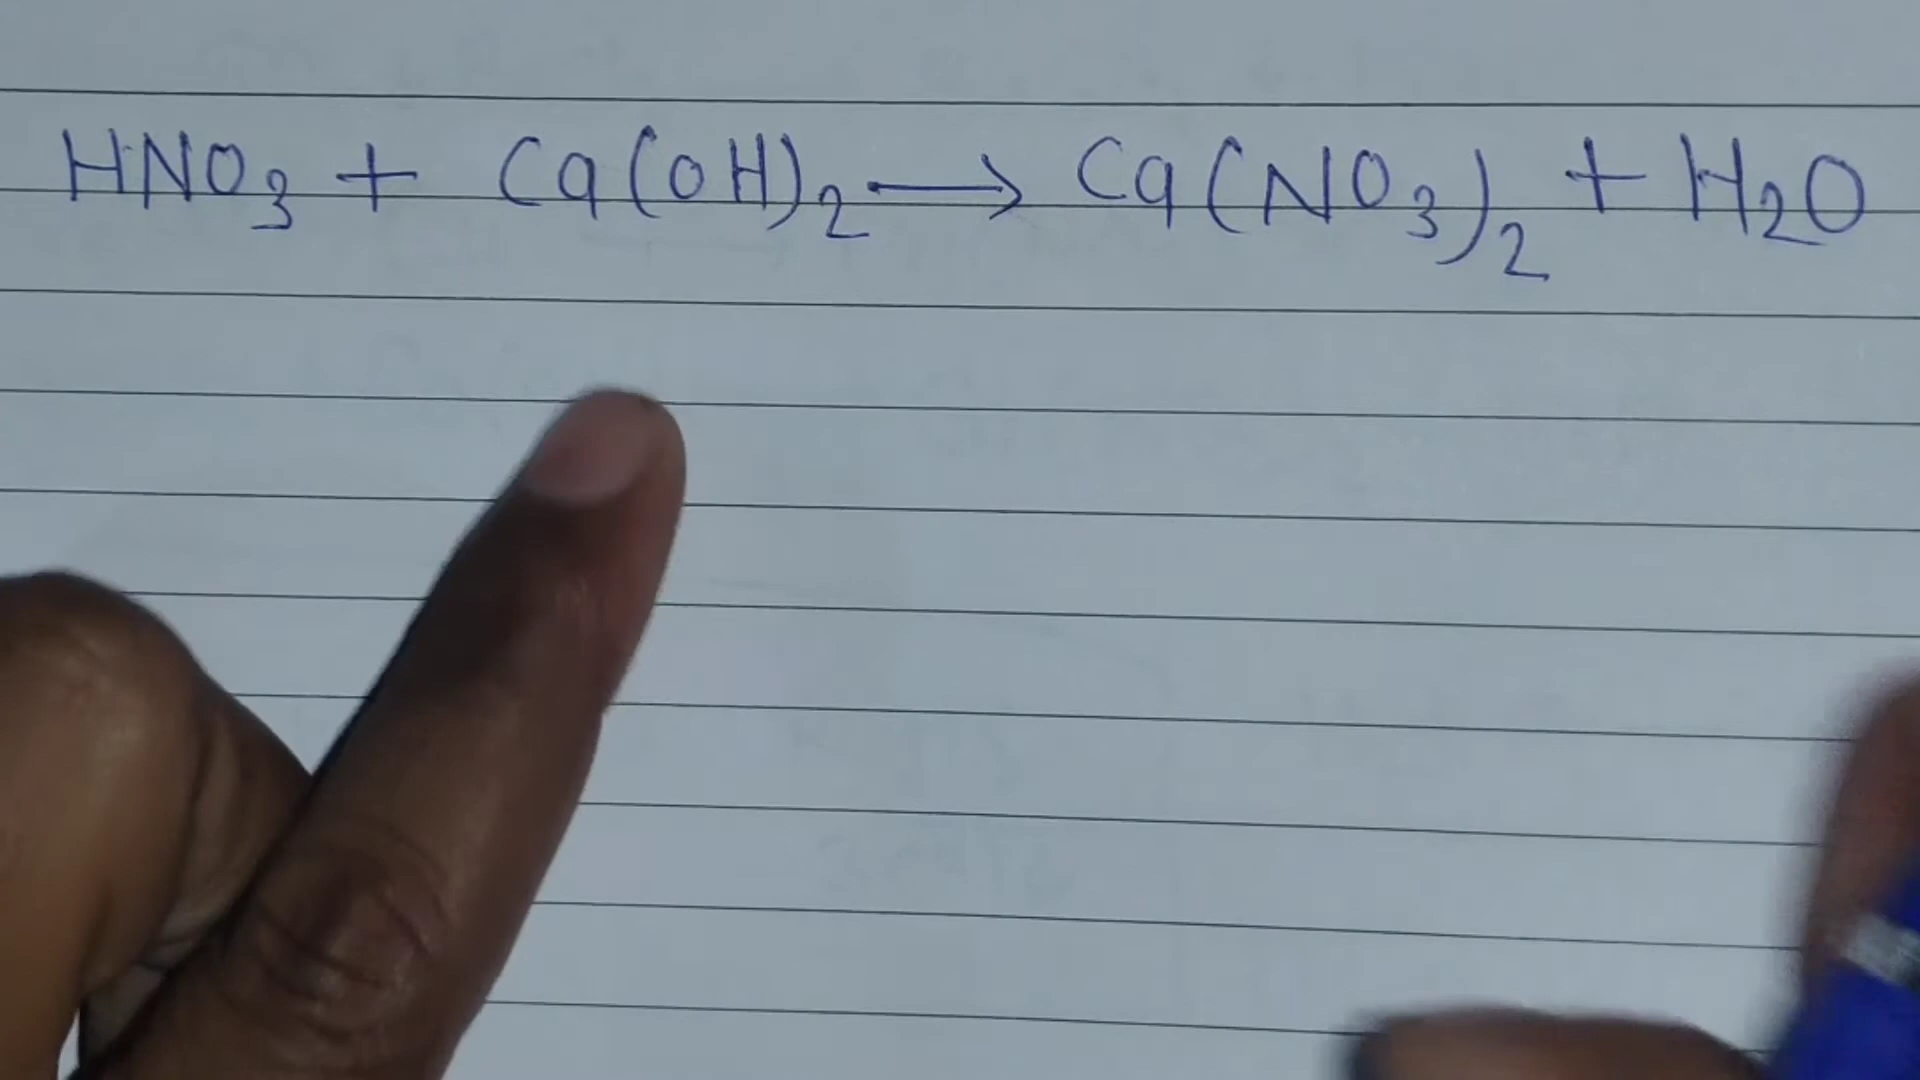 HNO₃ + Ca(OH)₂ → Ca(NO₃)₂ + H₂O